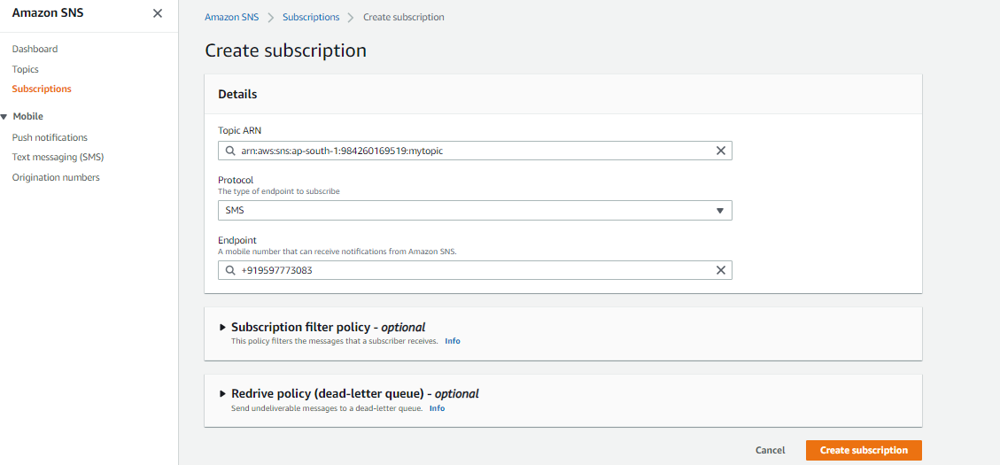 Amazon SNS
Dashboard
Topics
Subscriptions
Mobile
Push notifications
Text messaging (SMS)
Origination numbers
Amazon SNS > Subscriptions > Create subscription
Create subscription
Details
Topic ARN
arn:aws:sns:ap-south-1:984260169519:mytopic
Protocol
The type of endpoint to subscribe
SMS
Endpoint
A mobile number that can receive notifications from Amazon SNS.
+919597773083
Subscription filter policy - optional
This policy filters the messages that a subscriber receives. Info
Redrive policy (dead-letter queue) - optional
Send undeliverable messages to a dead-letter queue. Info
Cancel Create subscription